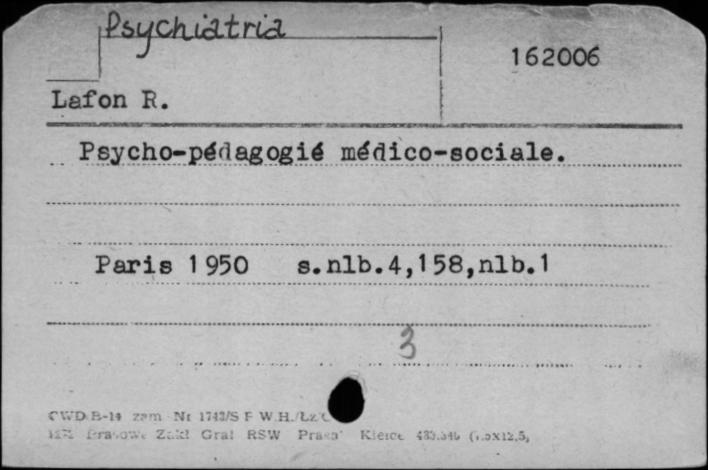 Psychiatria
162006
Lafon R.
Psycho-pédagogié médico-sociale.
Paris 1950 s.nlb.4,158,nlb.1
3
CWD B-14 zam Nr 1743/S F W.H.
Zakł Graf RSW Prasa Kielce